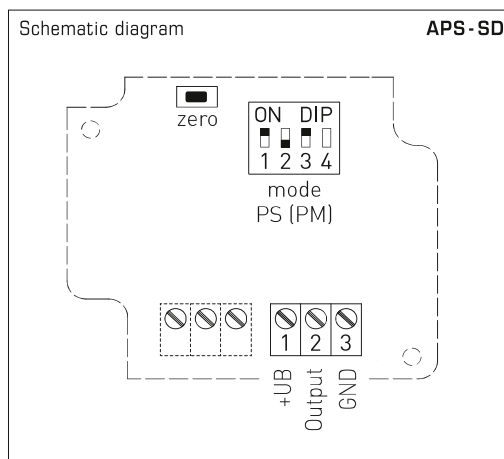 Schematic diagram APS-SD
zero
ON DIP
1 2 3 4
mode
PS (PM)
1 2 3
+UB
Output
GND